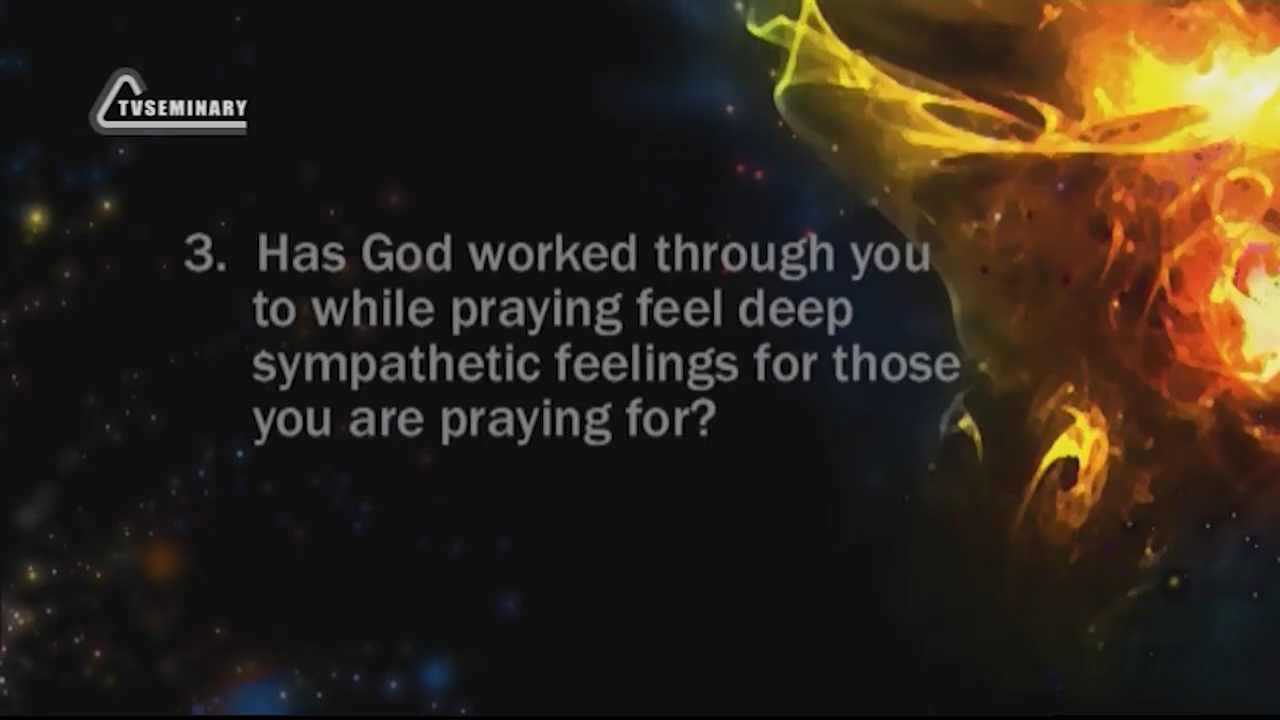 TVSEMINARY
3. Has God worked through you
to while praying feel deep
sympathetic feelings for those
you are praying for?